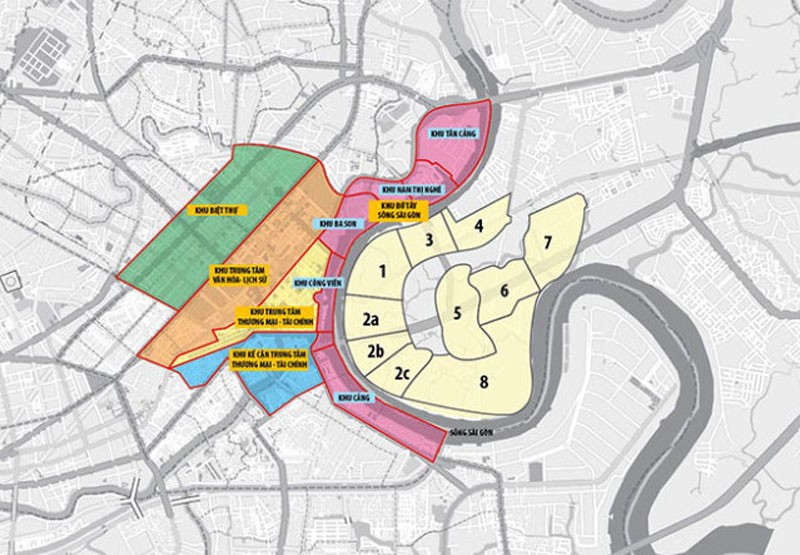 KHU TÂN CẢNG
KHU NAM THỊ NGHÈ
KHU BIỆT THỰ
KHU BỜ TÂY
SÔNG SÀI GÒN
KHU BA SON
4
3
7
KHU TRUNG TÂM
VĂN HÓA- LỊCH SỬ
1
KHU CÔNG VIÊN
6
5
KHU TRUNG TÂM
THƯƠNG MẠI - TÀI CHÍNH
2a
2b
KHU KẾ CẬN TRUNG TÂM
THƯƠNG MẠI - TÀI CHÍNH
2c
8
KHU CẢNG
SÔNG SÀI GÒN